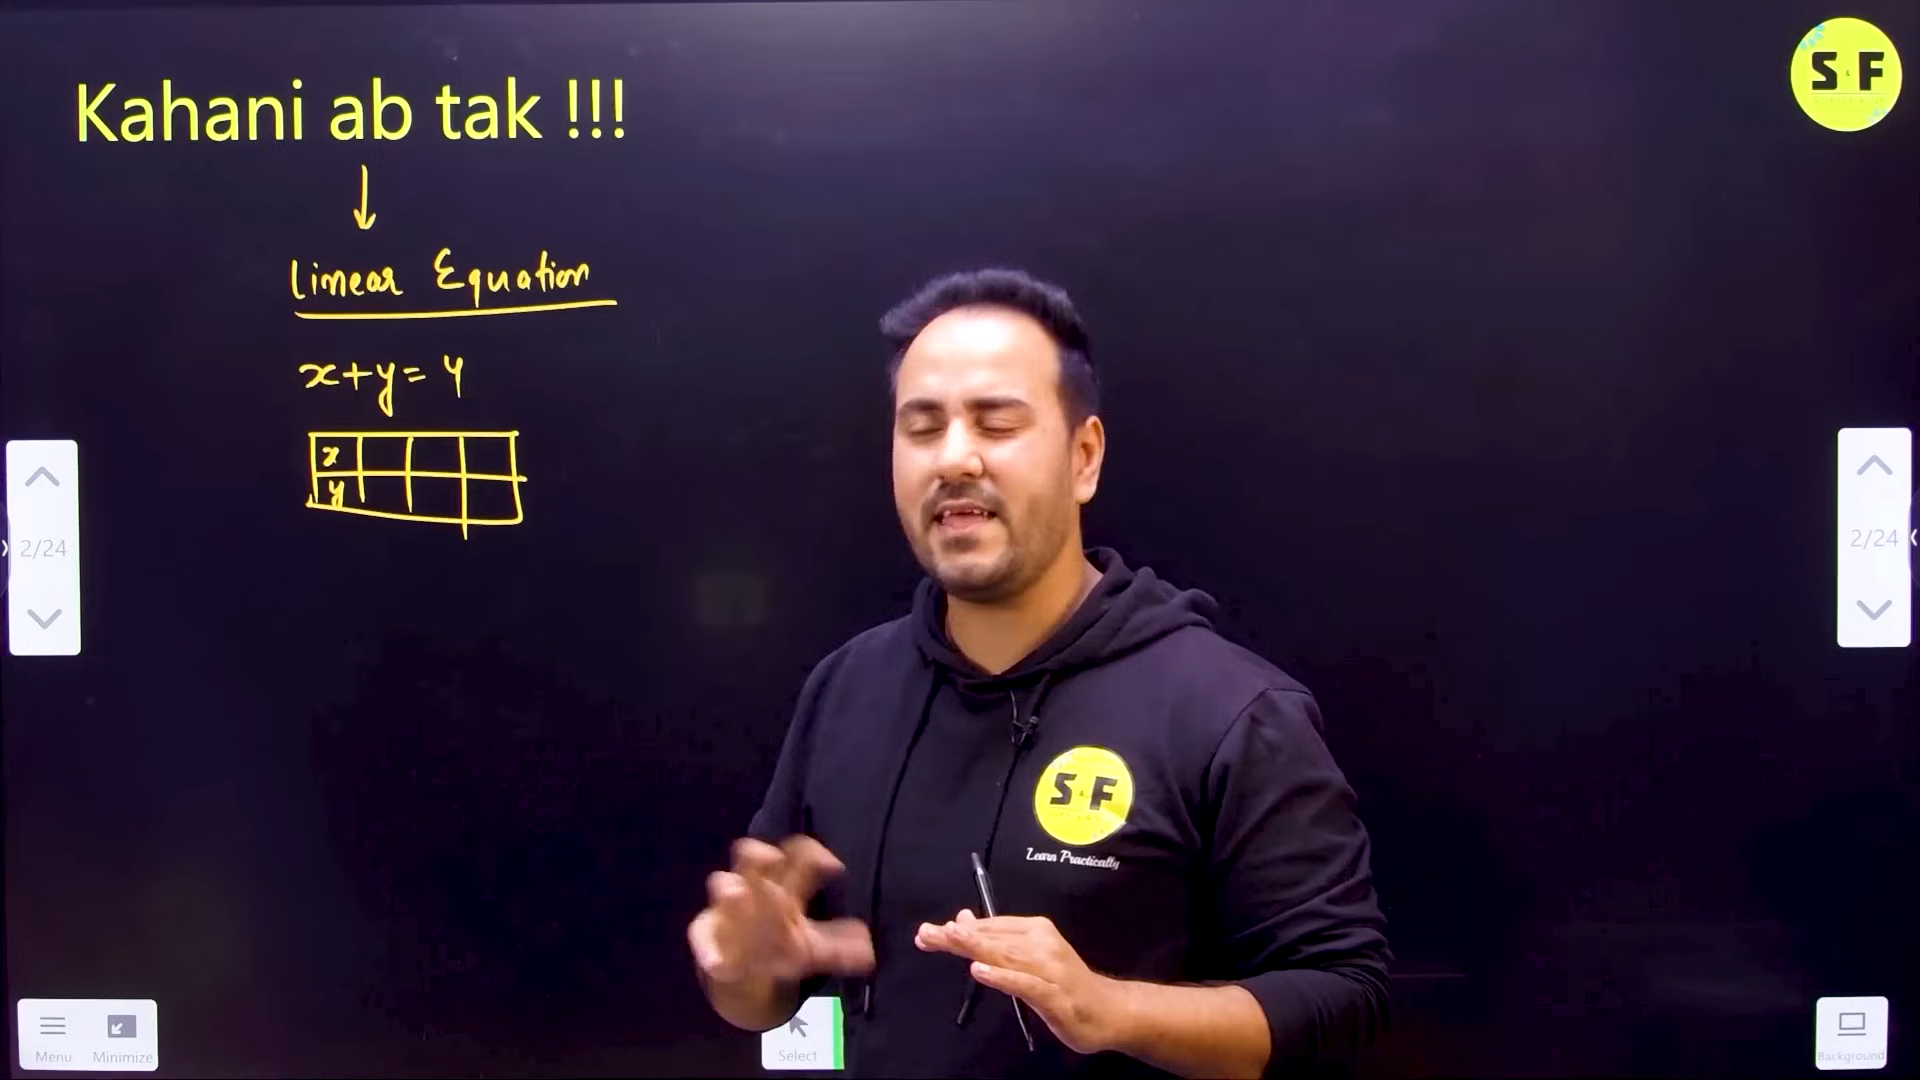 Kahani ab tak !!!
S&F
Linear Equation
x+y= 4
x
y
2/24
2/24
S&F
Learn Practically
Menu
Minimize
Select
Background